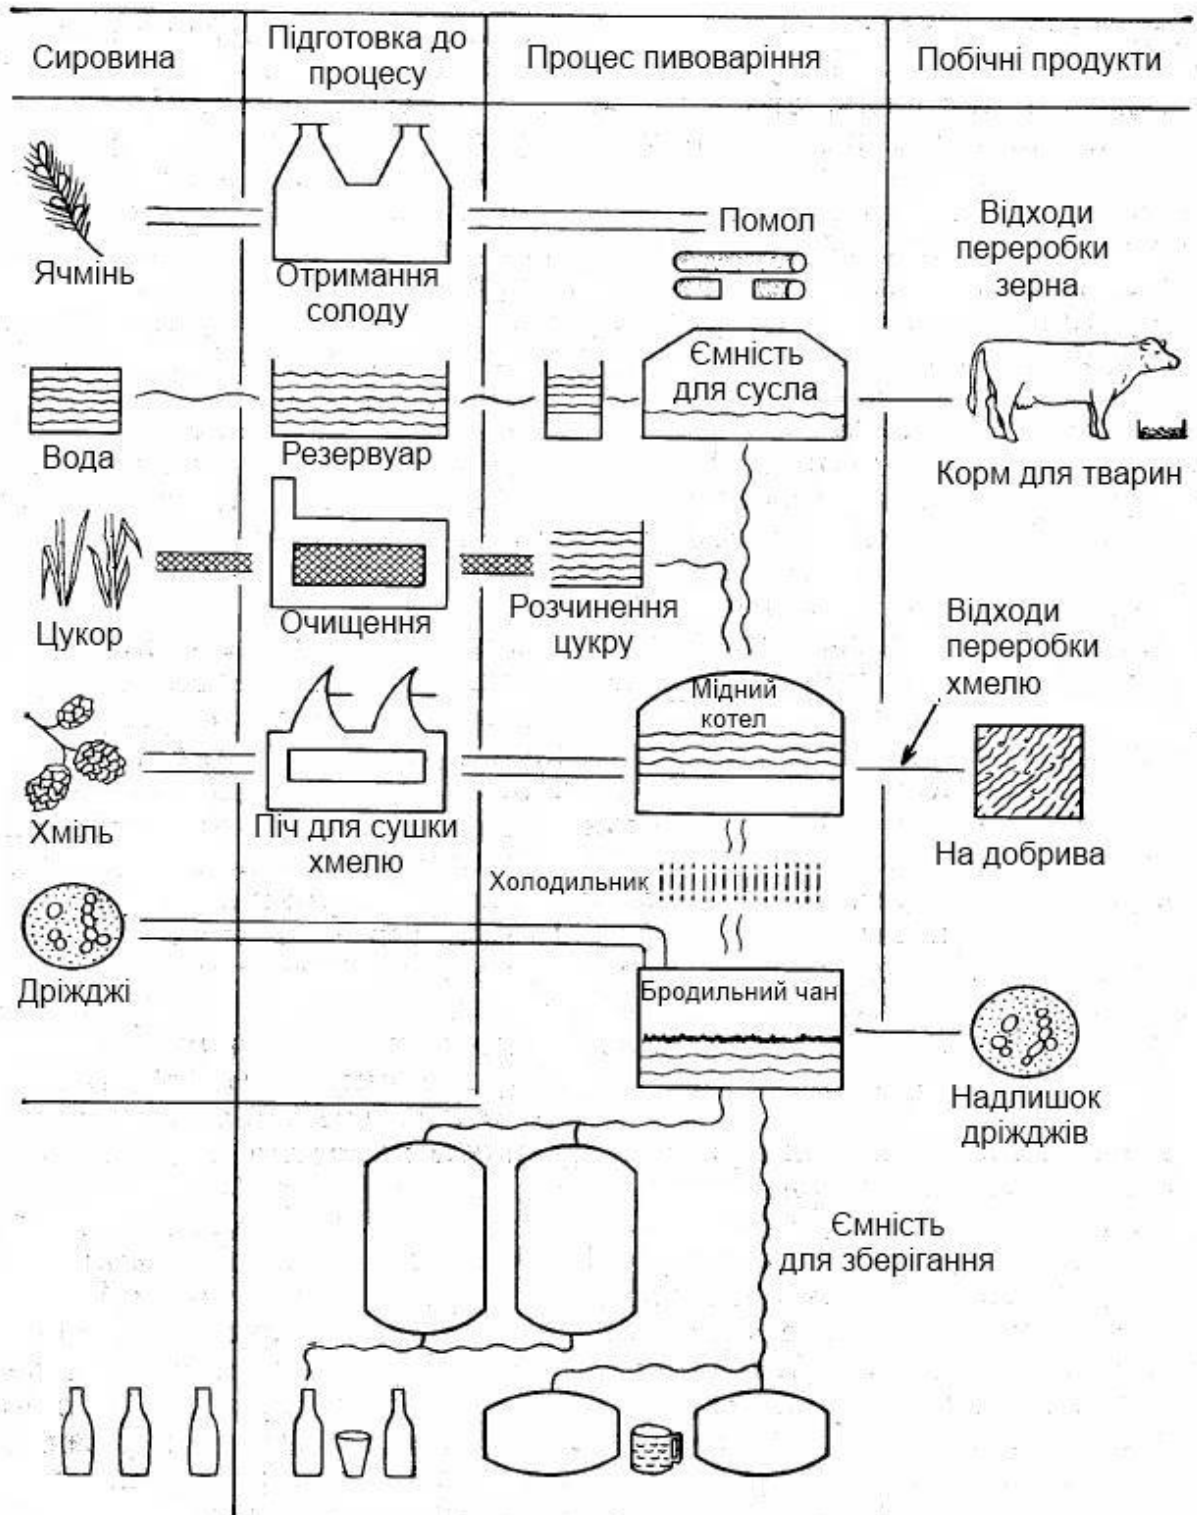 Сировина
Підготовка до
процесу
Процес пивоваріння
Побічні продукти
Ячмінь
Отримання
солоду
Помол
Відходи
переробки
зерна
Вода
Резервуар
Ємність
для сусла
Корм для тварин
Цукор
Очищення
Розчинення
цукру
Відходи
переробки
хмелю
Хміль
Піч для сушки
хмелю
Мідний
котел
На добрива
Холодильник
Дріжджі
Бродильний чан
Надлишок
дріжджів
Ємність
для зберігання